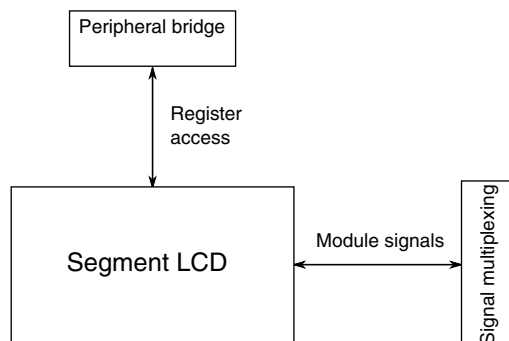 Peripheral bridge
Register
access
Segment LCD
Module signals
Signal multiplexing